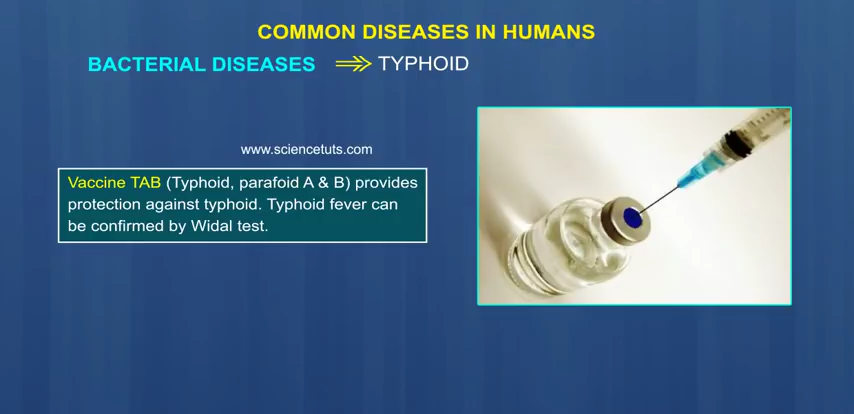 COMMON DISEASES IN HUMANS
BACTERIAL DISEASES TYPHOID
www.sciencetuts.com
Vaccine TAB (Typhoid, parafoid A & B) provides
protection against typhoid. Typhoid fever can
be confirmed by Widal test.